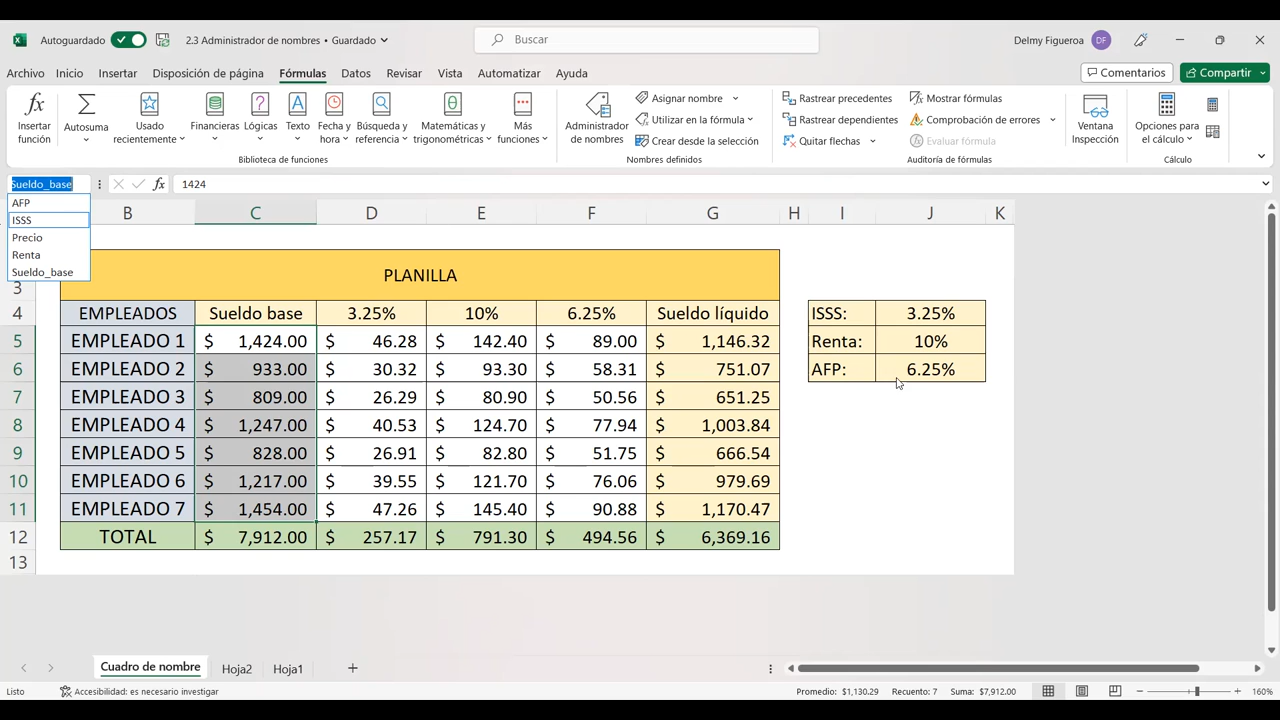 Autoguardado 2.3 Administrador de nombres • Guardado Buscar Delmy Figueroa DF
Archivo Inicio Insertar Disposición de página Fórmulas Datos Revisar Vista Automatizar Ayuda Comentarios Compartir
Insertar función
Autosuma
Usado recientemente
Financieras
Lógicas
Texto
Fecha y hora
Búsqueda y referencia
Matemáticas y trigonométricas
Más funciones
Biblioteca de funciones
Administrador de nombres
Asignar nombre
Utilizar en la fórmula
Crear desde la selección
Nombres definidos
Rastrear precedentes
Rastrear dependientes
Quitar flechas
Mostrar fórmulas
Comprobación de errores
Evaluar fórmula
Auditoría de fórmulas
Ventana Inspección
Opciones para el cálculo
Cálculo
Sueldo_base fx 1424
AFP
ISSS
Precio
Renta
Sueldo_base
B C D E F G H I J K
3 PLANILLA
4 EMPLEADOS Sueldo base 3.25% 10% 6.25% Sueldo líquido ISSS: 3.25%
5 EMPLEADO 1 $ 1,424.00 $ 46.28 $ 142.40 $ 89.00 $ 1,146.32 Renta: 10%
6 EMPLEADO 2 $ 933.00 $ 30.32 $ 93.30 $ 58.31 $ 751.07 AFP: 6.25%
7 EMPLEADO 3 $ 809.00 $ 26.29 $ 80.90 $ 50.56 $ 651.25
8 EMPLEADO 4 $ 1,247.00 $ 40.53 $ 124.70 $ 77.94 $ 1,003.84
9 EMPLEADO 5 $ 828.00 $ 26.91 $ 82.80 $ 51.75 $ 666.54
10 EMPLEADO 6 $ 1,217.00 $ 39.55 $ 121.70 $ 76.06 $ 979.69
11 EMPLEADO 7 $ 1,454.00 $ 47.26 $ 145.40 $ 90.88 $ 1,170.47
12 TOTAL $ 7,912.00 $ 257.17 $ 791.30 $ 494.56 $ 6,369.16
13
Cuadro de nombre Hoja2 Hoja1
Listo Accesibilidad: es necesario investigar Promedio: $1,130.29 Recuento: 7 Suma: $7,912.00 160%